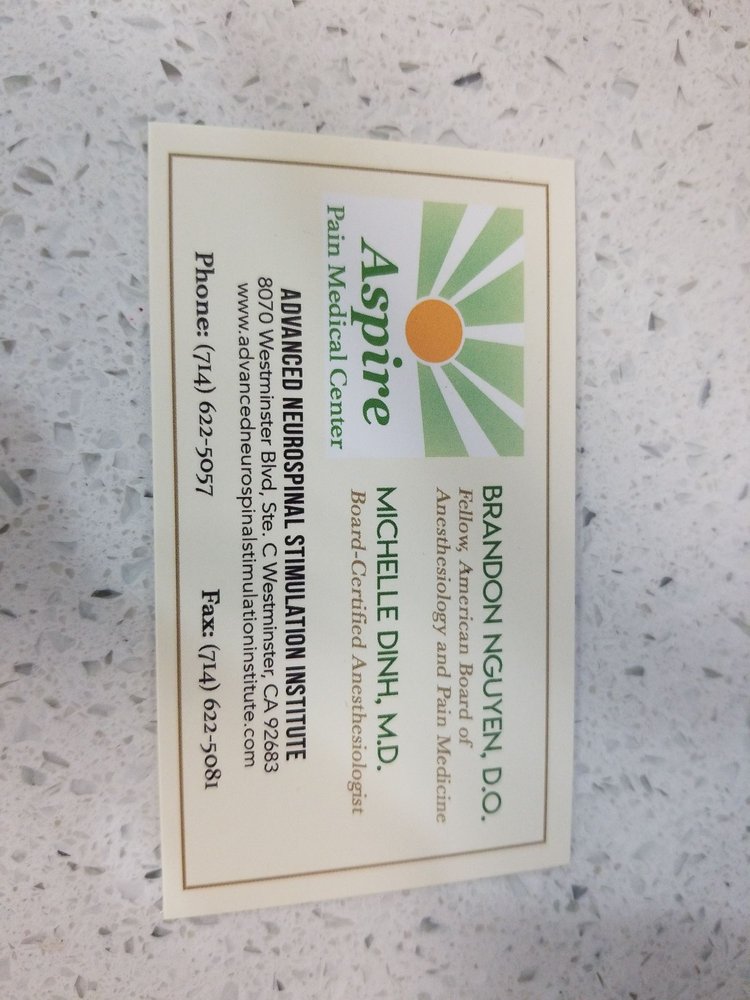 Aspire
Pain Medical Center
BRANDON NGUYEN, D.O.
Fellow, American Board of
Anesthesiology and Pain Medicine
MICHELLE DINH, M.D.
Board-Certified Anesthesiologist
ADVANCED NEUROSPINAL STIMULATION INSTITUTE
8070 Westminster Blvd, Ste. C Westminster, CA 92683
www.advancedneurospinalstimulationinstitute.com
Phone: (714) 622-5057 Fax: (714) 622-5081